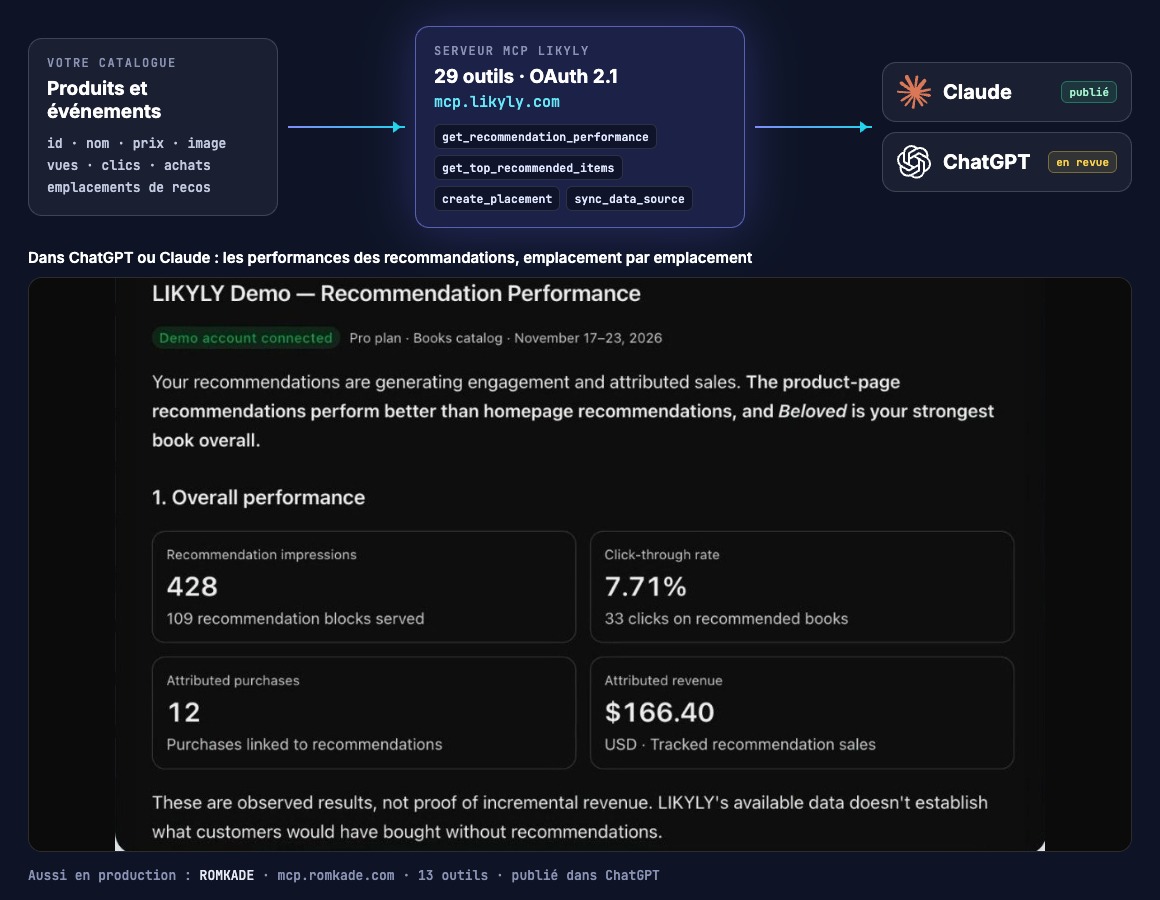 VOTRE CATALOGUE
Produits et
événements
id · nom · prix · image
vues · clics · achats
emplacements de recos
SERVEUR MCP LIKYLY
29 outils · OAuth 2.1
mcp.likyly.com
get_recommendation_performance
get_top_recommended_items
create_placement sync_data_source
Claude publié
ChatGPT en revue
Dans ChatGPT ou Claude : les performances des recommandations, emplacement par emplacement
LIKYLY Demo — Recommendation Performance
Demo account connected Pro plan · Books catalog · November 17–23, 2026
Your recommendations are generating engagement and attributed sales. The product-page
recommendations perform better than homepage recommendations, and Beloved is your strongest
book overall.
1. Overall performance
Recommendation impressions
428
109 recommendation blocks served
Click-through rate
7.71%
33 clicks on recommended books
Attributed purchases
12
Purchases linked to recommendations
Attributed revenue
$166.40
USD · Tracked recommendation sales
These are observed results, not proof of incremental revenue. LIKYLY's available data doesn't establish
what customers would have bought without recommendations.
Aussi en production : ROMKADE · mcp.romkade.com · 13 outils · publié dans ChatGPT